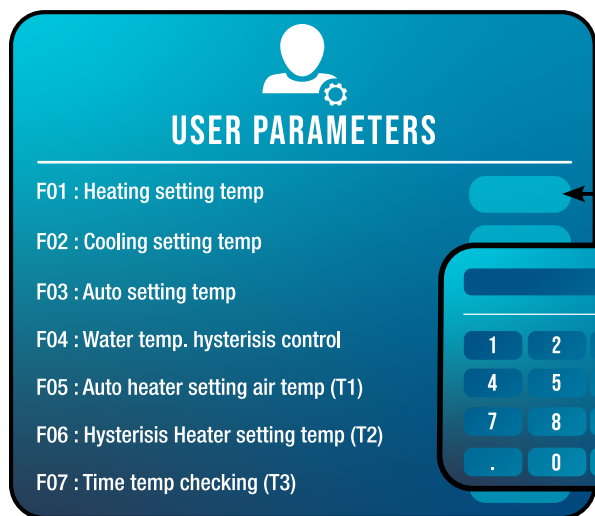 USER PARAMETERS
F01 : Heating setting temp
F02 : Cooling setting temp
F03 : Auto setting temp
F04 : Water temp. hysterisis control
F05 : Auto heater setting air temp (T1)
F06 : Hysterisis Heater setting temp (T2)
F07 : Time temp checking (T3)
1 2
4 5
7 8
. 0